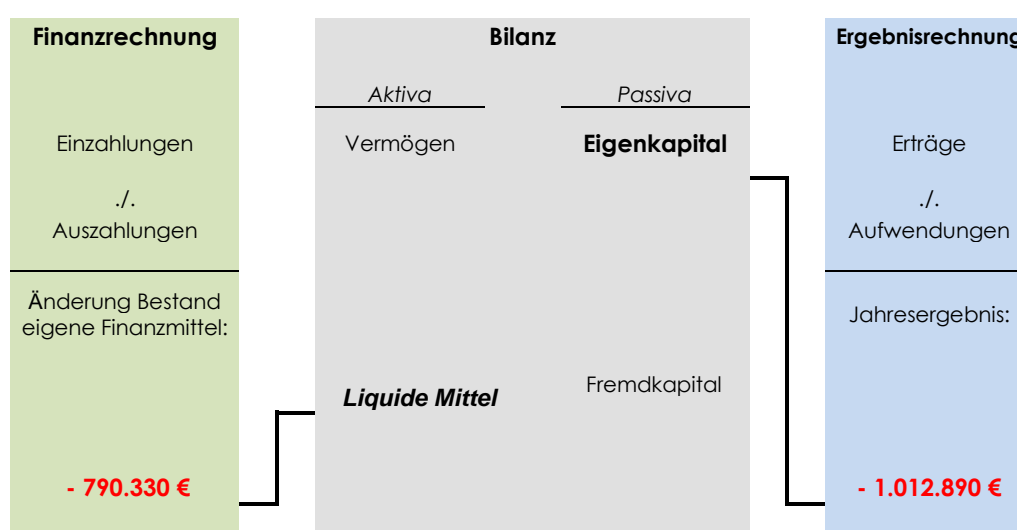 Finanzrechnung
Einzahlungen
./.
Auszahlungen
Änderung Bestand
eigene Finanzmittel:
- 790.330 €
Bilanz
Aktiva
Passiva
Vermögen
Eigenkapital
Liquide Mittel
Fremdkapital
Ergebnisrechnung
Erträge
./.
Aufwendungen
Jahresergebnis:
- 1.012.890 €